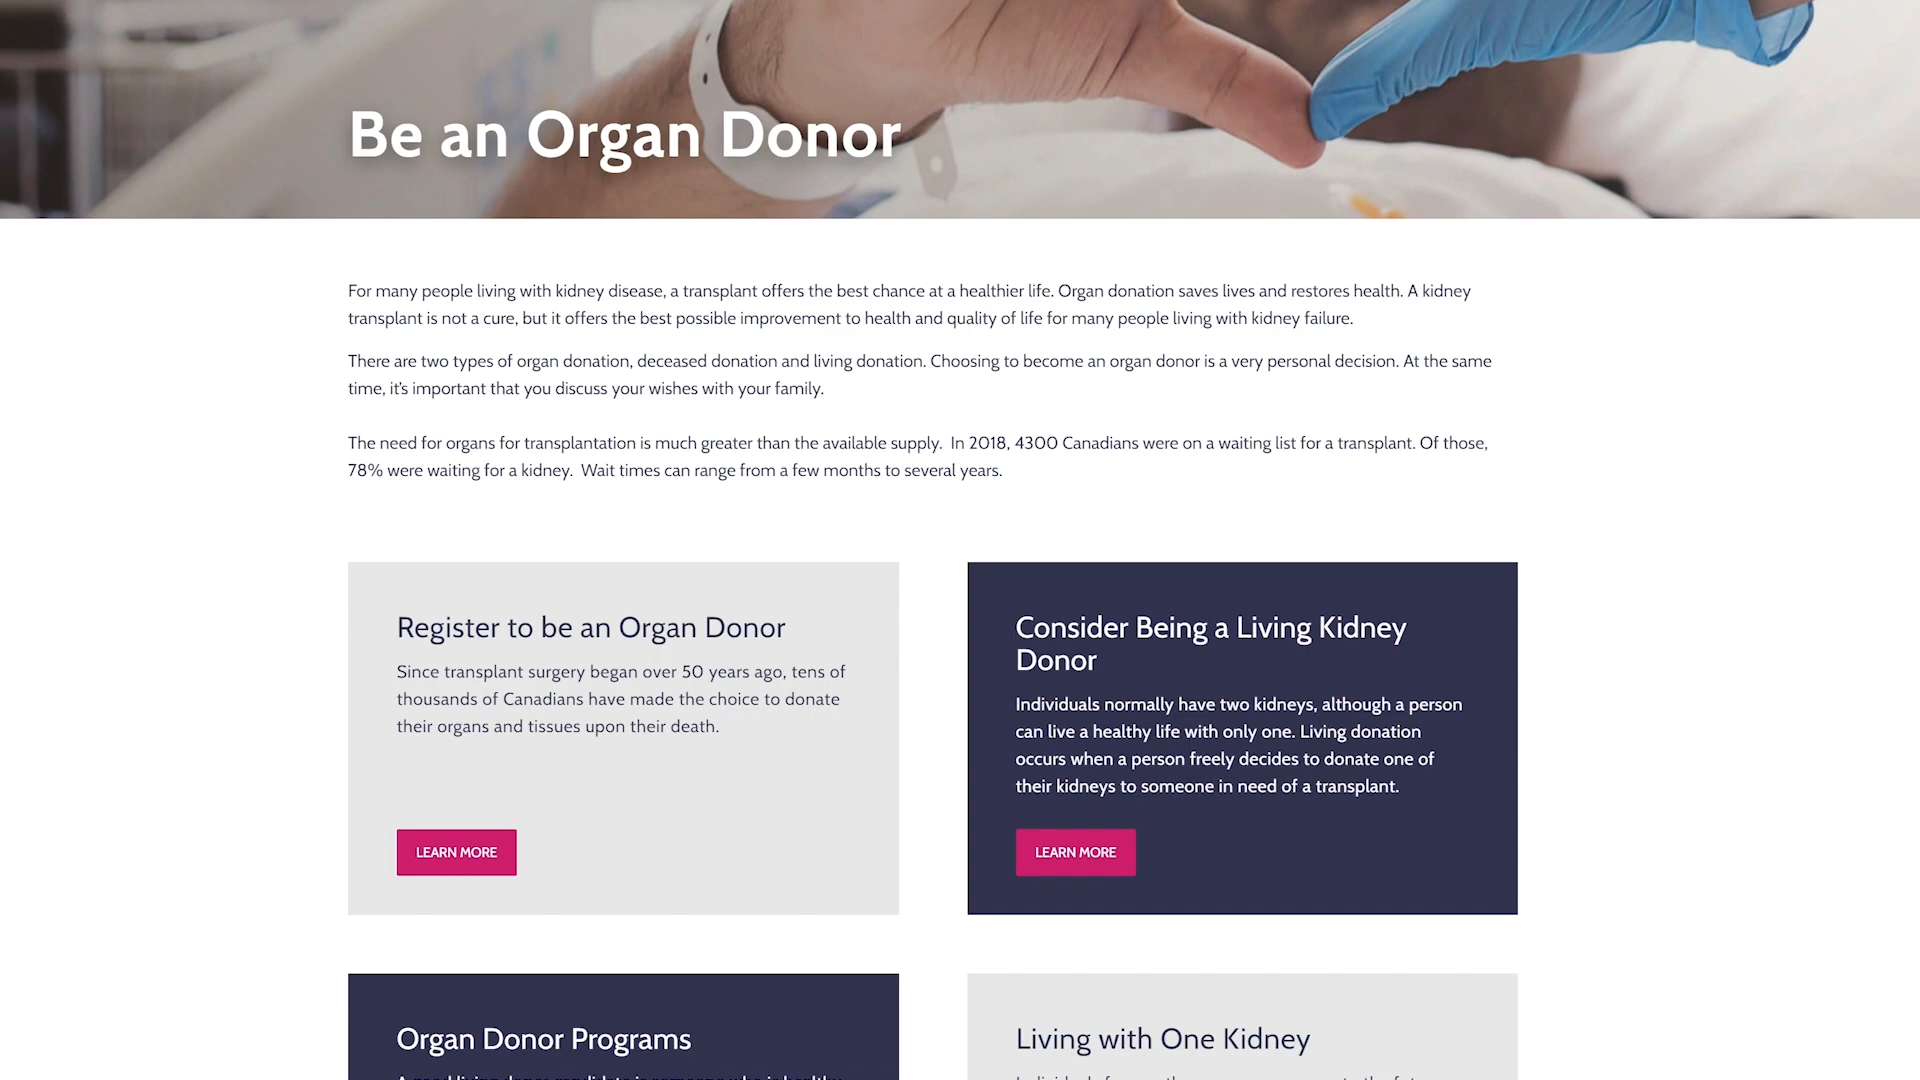 Be an Organ Donor
For many people living with kidney disease, a transplant offers the best chance at a healthier life. Organ donation saves lives and restores health. A kidney
transplant is not a cure, but it offers the best possible improvement to health and quality of life for many people living with kidney failure.
There are two types of organ donation, deceased donation and living donation. Choosing to become an organ donor is a very personal decision. At the same
time, it's important that you discuss your wishes with your family.
The need for organs for transplantation is much greater than the available supply.  In 2018, 4300 Canadians were on a waiting list for a transplant. Of those,
78% were waiting for a kidney.  Wait times can range from a few months to several years.
Register to be an Organ Donor
Since transplant surgery began over 50 years ago, tens of
thousands of Canadians have made the choice to donate
their organs and tissues upon their death.
LEARN MORE
Consider Being a Living Kidney
Donor
Individuals normally have two kidneys, although a person
can live a healthy life with only one. Living donation
occurs when a person freely decides to donate one of
their kidneys to someone in need of a transplant.
LEARN MORE
Organ Donor Programs
A good living donor candidate is someone who is healthy,
Living with One Kidney